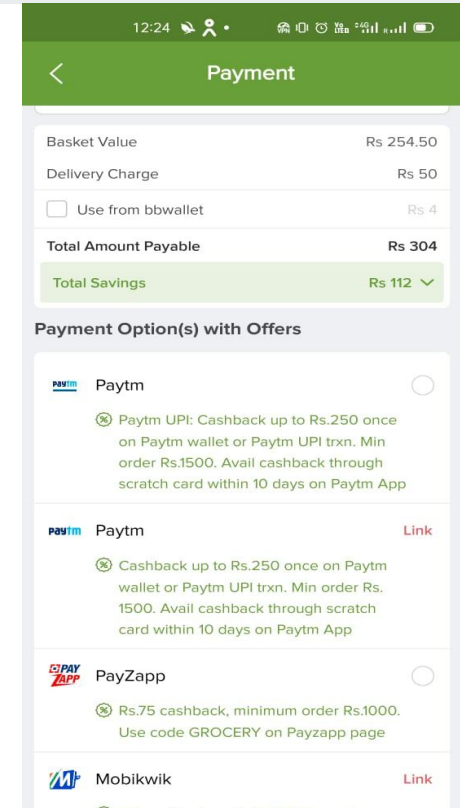 12:24
Payment
Basket Value Rs 254.50
Delivery Charge Rs 50
Use from bbwallet Rs 4
Total Amount Payable Rs 304
Total Savings Rs 112
Payment Option(s) with Offers
Paytm Paytm
Paytm UPI: Cashback up to Rs.250 once
on Paytm wallet or Paytm UPI trxn. Min
order Rs.1500. Avail cashback through
scratch card within 10 days on Paytm App
Paytm Paytm Link
Cashback up to Rs.250 once on Paytm
wallet or Paytm UPI trxn. Min order Rs.
1500. Avail cashback through scratch
card within 10 days on Paytm App
PAY
ZAPP PayZapp
Rs.75 cashback, minimum order Rs.1000.
Use code GROCERY on Payzapp page
Mobikwik Link